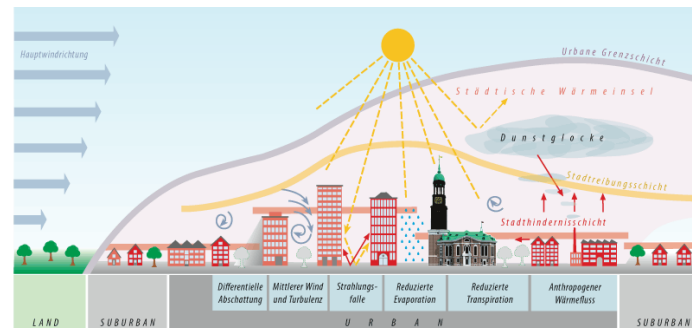 Hauptwindrichtung
Urbane Grenzschicht
Städtische Wärmeinsel
Dunstglocke
Stadtreibungsschicht
Stadthindernisschicht
Differentielle
Abschattung
Mittlerer Wind
und Turbulenz
Strahlungs-
falle
Reduzierte
Evaporation
Reduzierte
Transpiration
Anthropogener
Wärmefluss
LAND
SUBURBAN
URBAN
SUBURBAN